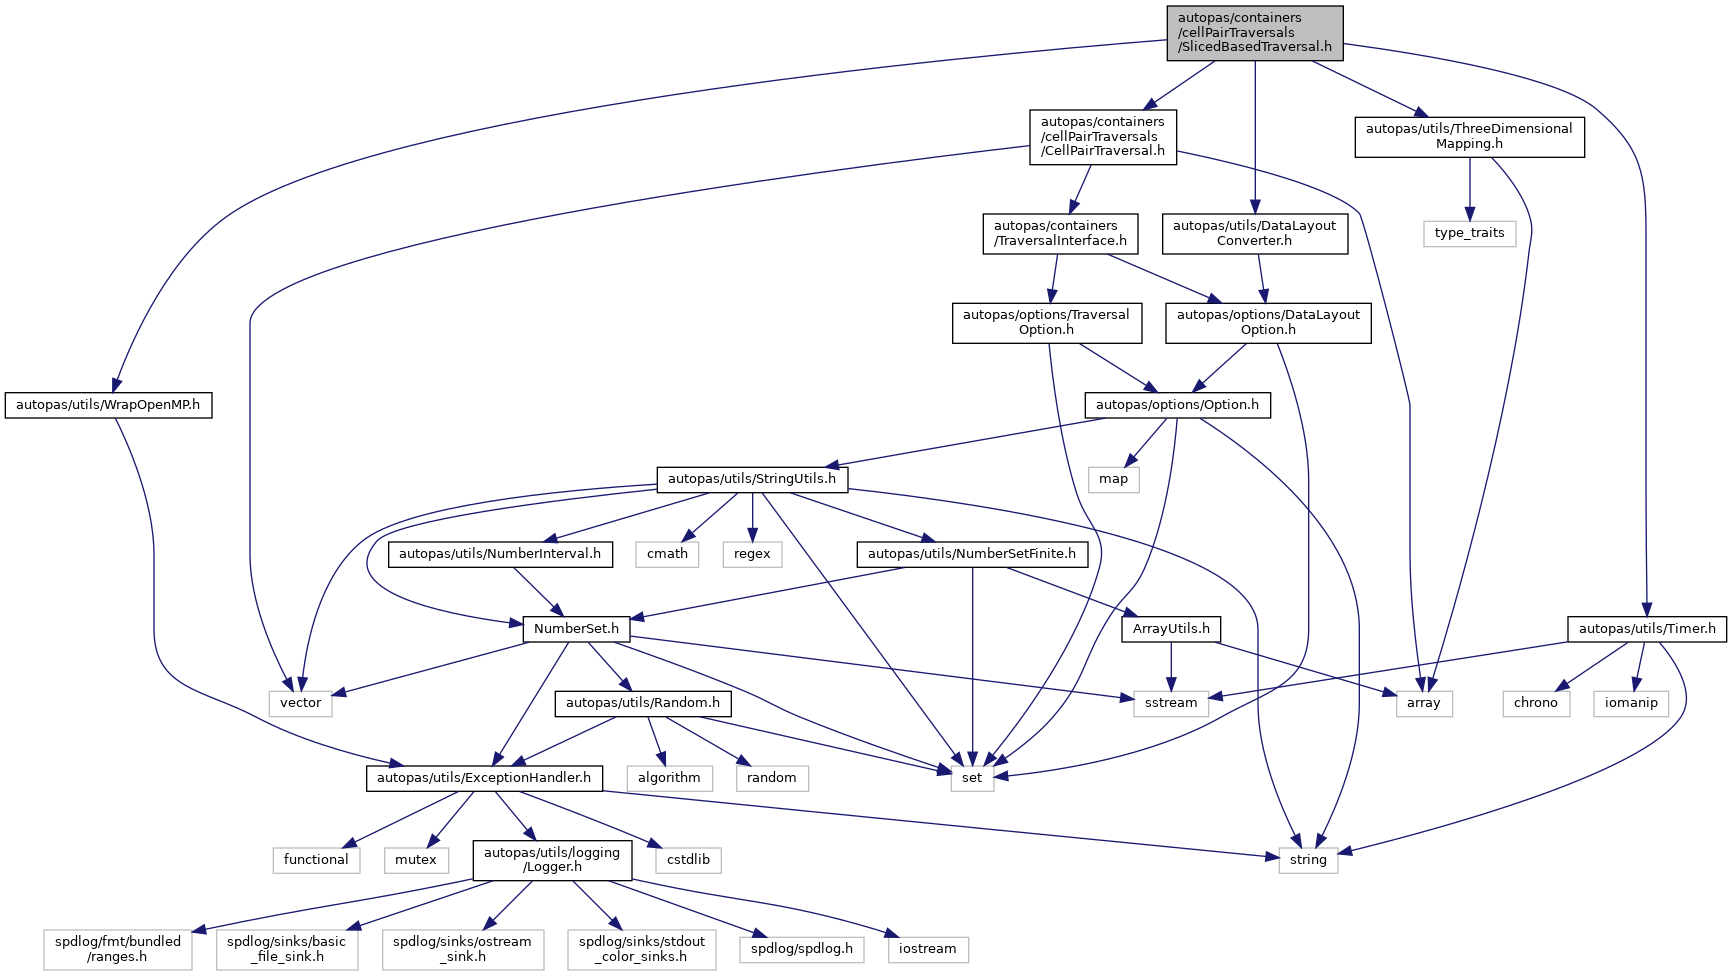 autopas/containers
/cellPairTraversals
/SlicedBasedTraversal.h
autopas/containers
/cellPairTraversals
/CellPairTraversal.h
autopas/utils/ThreeDimensional
Mapping.h
autopas/containers
/TraversalInterface.h
autopas/utils/DataLayout
Converter.h
type_traits
autopas/options/Traversal
Option.h
autopas/options/DataLayout
Option.h
autopas/utils/WrapOpenMP.h
autopas/options/Option.h
autopas/utils/StringUtils.h
map
autopas/utils/NumberInterval.h
cmath
regex
autopas/utils/NumberSetFinite.h
NumberSet.h
ArrayUtils.h
autopas/utils/Timer.h
vector
autopas/utils/Random.h
sstream
array
chrono
iomanip
autopas/utils/ExceptionHandler.h
algorithm
random
set
functional
mutex
autopas/utils/logging
/Logger.h
cstdlib
string
spdlog/fmt/bundled
/ranges.h
spdlog/sinks/basic
_file_sink.h
spdlog/sinks/ostream
_sink.h
spdlog/sinks/stdout
_color_sinks.h
spdlog/spdlog.h
iostream